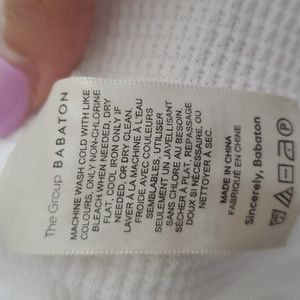 The Group BABATON
MACHINE WASH COLD WITH LIKE
COLOURS. ONLY NON-CHLORINE
BLEACH WHEN NEEDED, DRY
FLAT, COOL IRON ONLY IF
NEEDED, OR DRY CLEAN.
LAVER À LA MACHINE À L'EAU
FROIDE AVEC COULEURS
SEMBLABLES, UTILISER
SEULEMENT UN JAVELLISANT
SANS CHLORE AU BESOIN,
SÉCHER À PLAT, REPASSAGE
DOUX SI NÉCESSAIRE, OU
NETTOYER À SEC.
MADE IN CHINA
FABRIQUÉ EN CHINE
Sincerely, Babaton